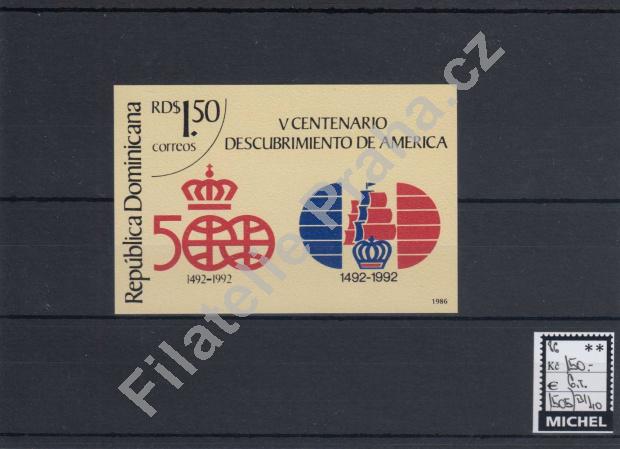 República Dominicana
RD$1.50
correos
V CENTENARIO
DESCUBRIMIENTO DE AMERICA
500
1492-1992
1492-1992
1986
Filatelie Praha.cz
**
Kč 150.-
€
MICHEL